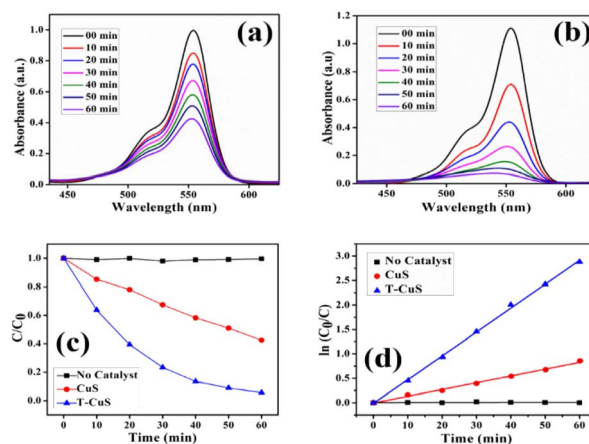 (a)
00 min
10 min
20 min
30 min
40 min
50 min
60 min
Absorbance (a.u.)
1.0
0.8
0.6
0.4
0.2
0.0
450 500 550 600
Wavelength (nm)
(b)
00 min
10 min
20 min
30 min
40 min
50 min
60 min
Absorbance (a.u)
1.2
1.0
0.8
0.6
0.4
0.2
0.0
450 500 550 600
Wavelength (nm)
(c)
C/C0
1.0
0.8
0.6
0.4
0.2
0.0
No Catalyst
CuS
T-CuS
0 10 20 30 40 50 60
Time (min)
(d)
ln (C0/C)
3.0
2.5
2.0
1.5
1.0
0.5
0.0
No Catalyst
CuS
T-CuS
0 10 20 30 40 50 60
Time (min)